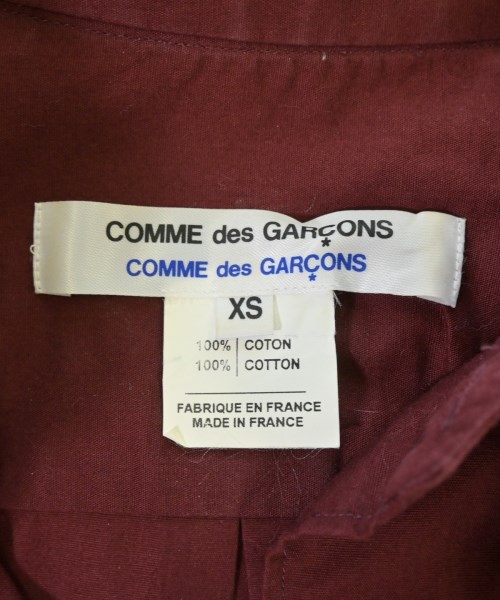 COMME des GARÇONS
COMME des GARÇONS
XS
100% COTON
100% COTTON
FABRIQUE EN FRANCE
MADE IN FRANCE